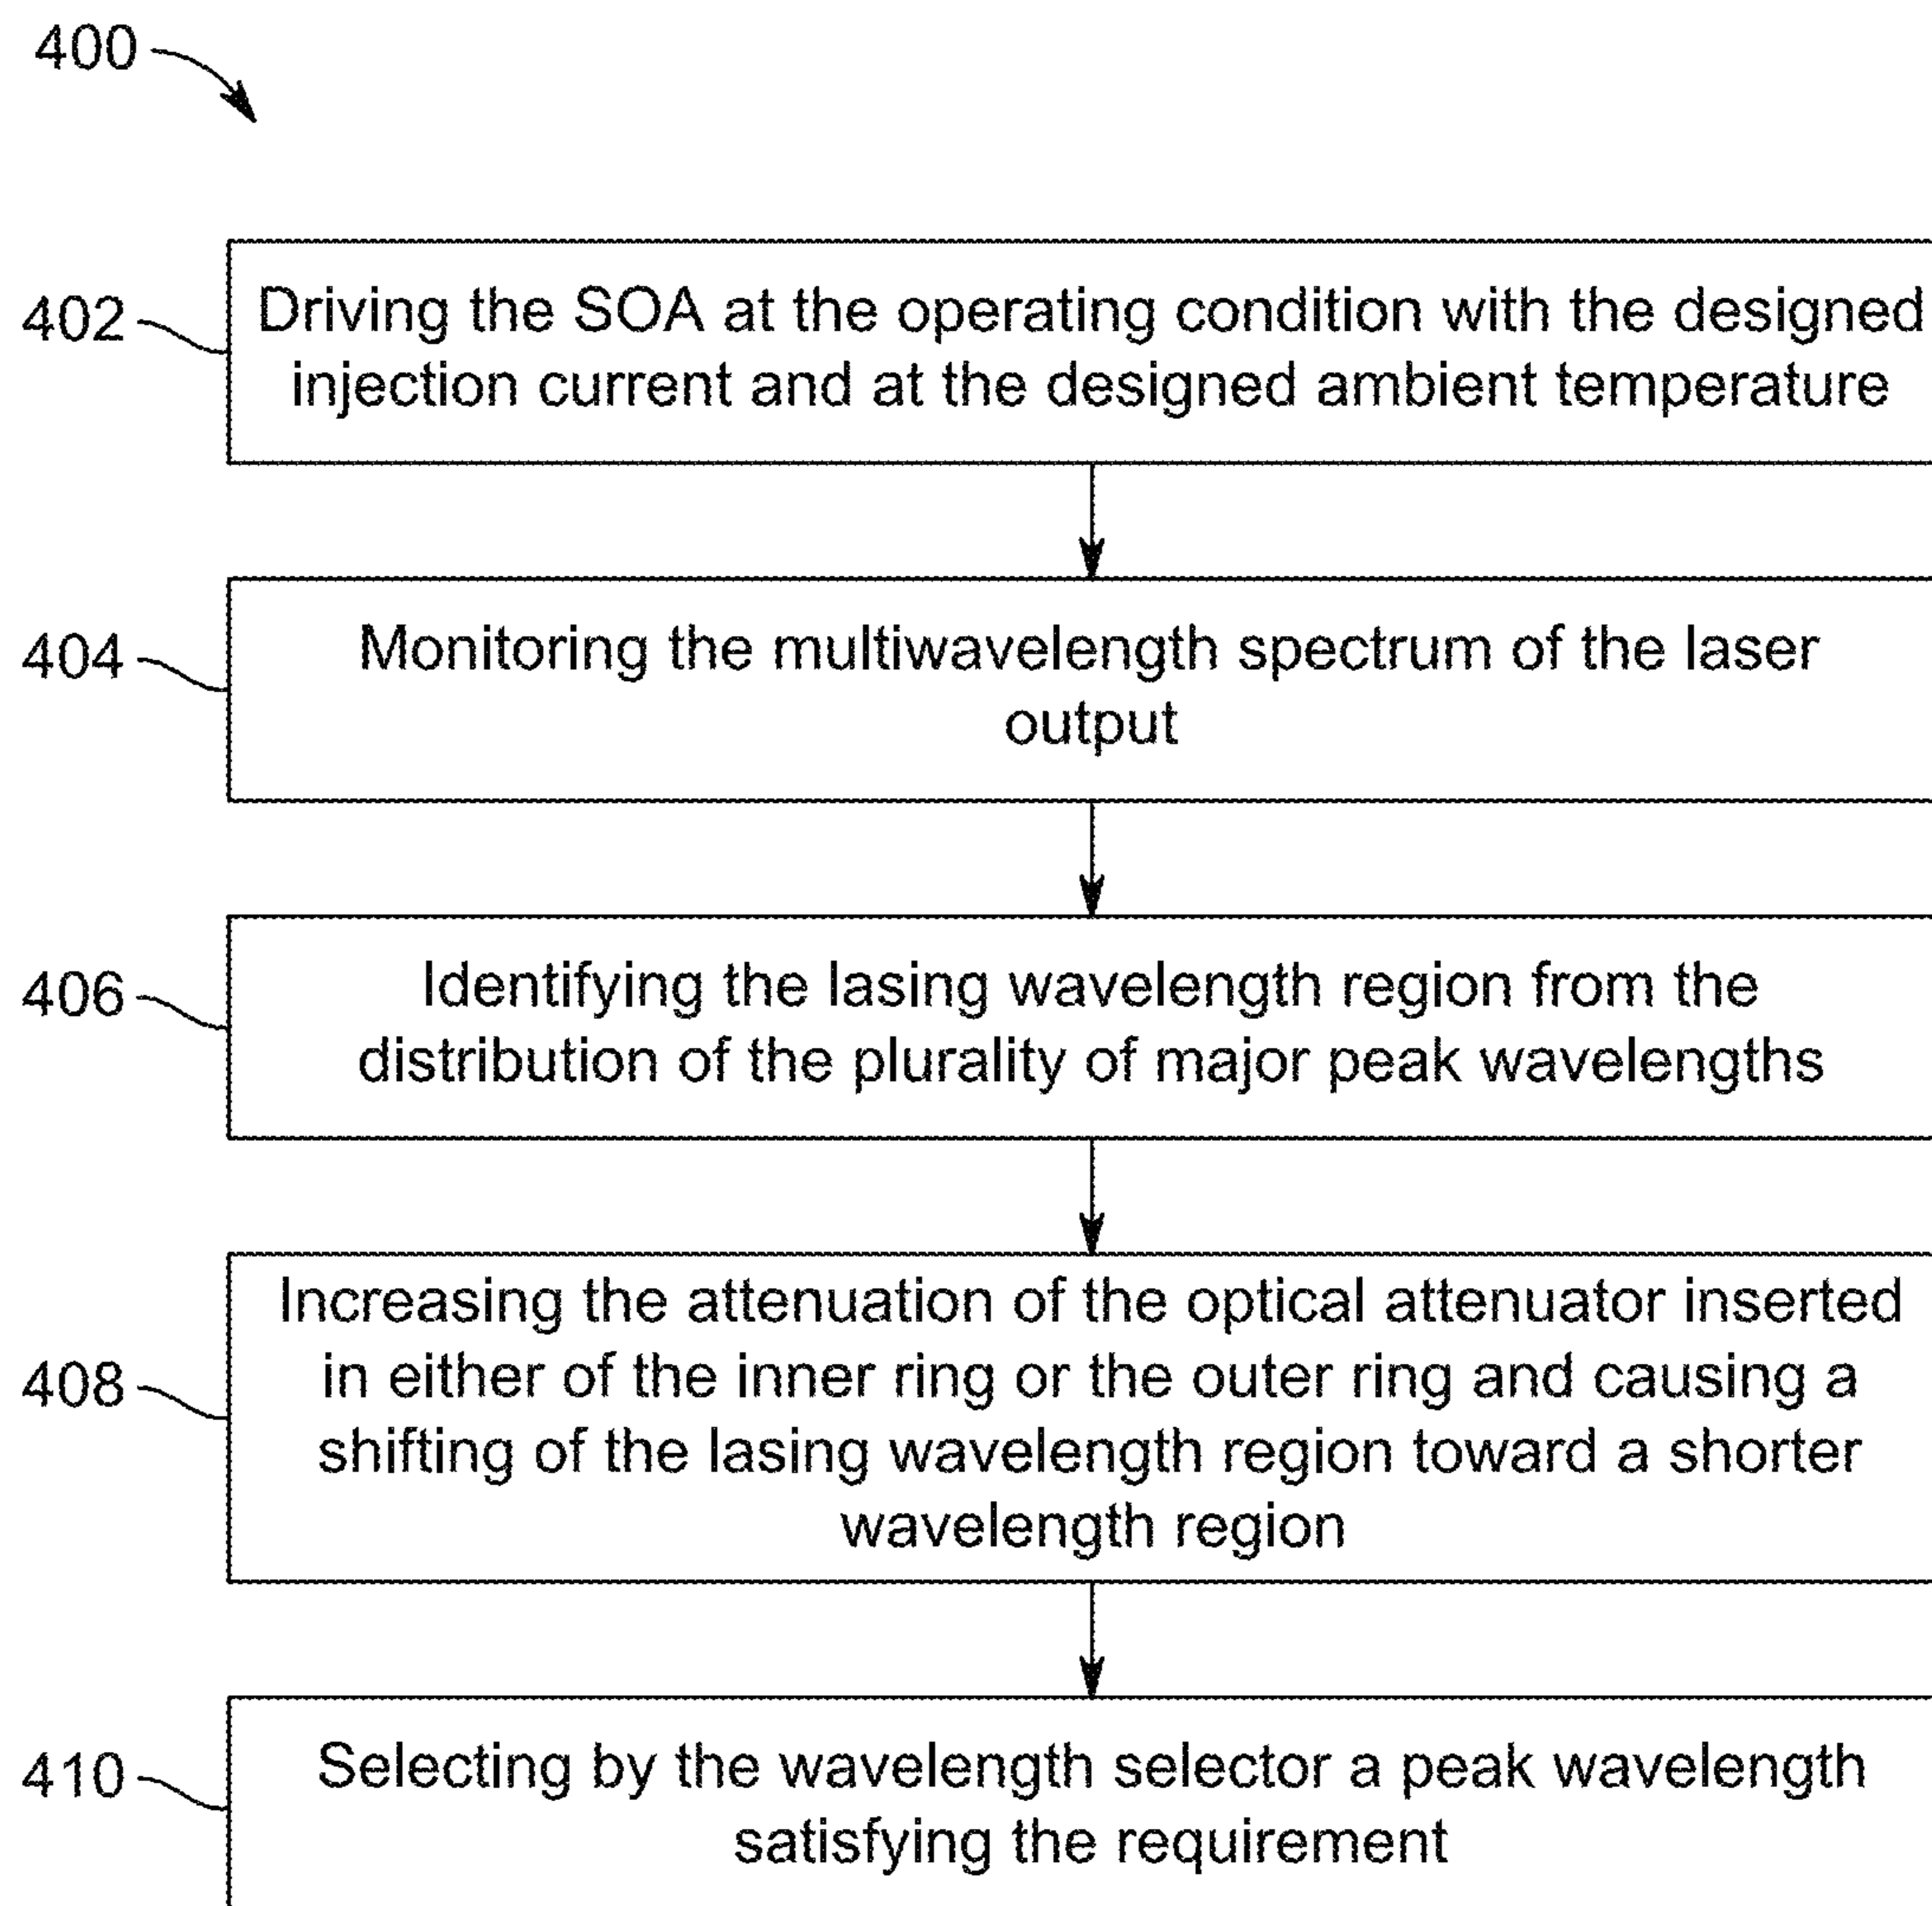 400
402
Driving the SOA at the operating condition with the designed
injection current and at the designed ambient temperature
404
Monitoring the multiwavelength spectrum of the laser
output
406
Identifying the lasing wavelength region from the
distribution of the plurality of major peak wavelengths
408
Increasing the attenuation of the optical attenuator inserted
in either of the inner ring or the outer ring and causing a
shifting of the lasing wavelength region toward a shorter
wavelength region
410
Selecting by the wavelength selector a peak wavelength
satisfying the requirement